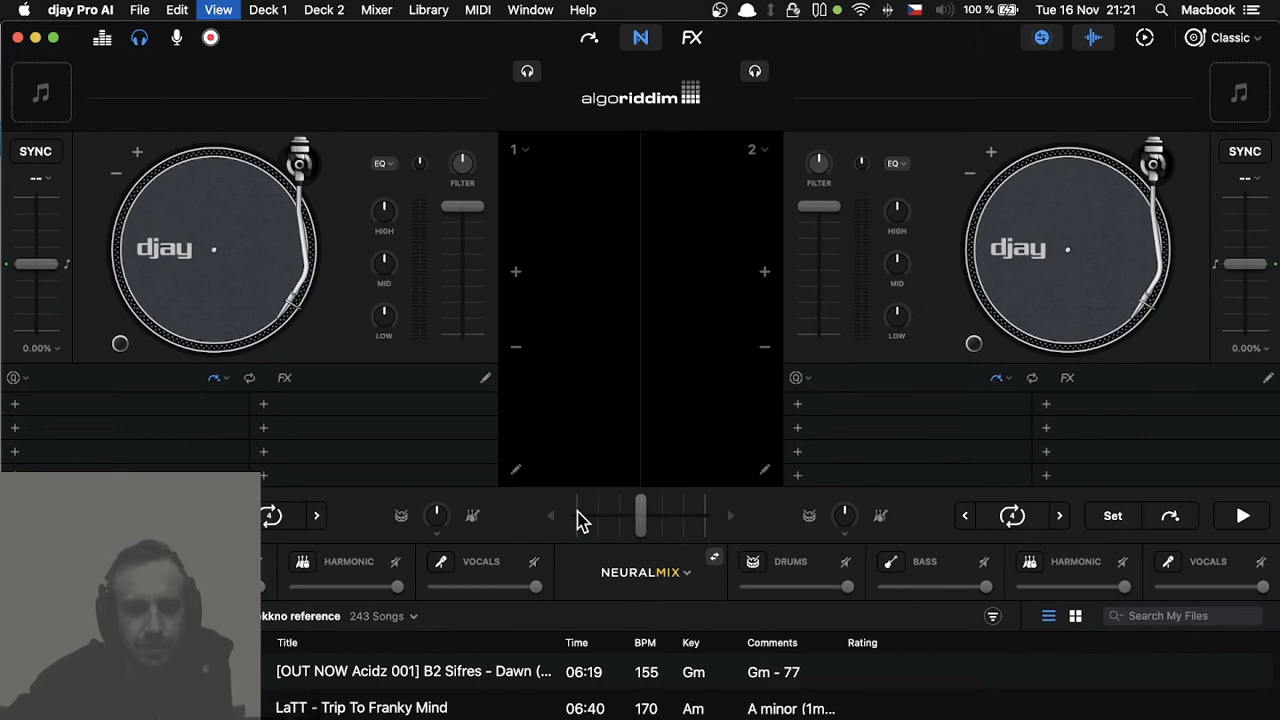 djay Pro AI File Edit View Deck 1 Deck 2 Mixer Library MIDI Window Help 100 % Tue 16 Nov 21:21 Macbook
N FX Classic
algoriddim
SYNC SYNC
1 2
EQ FILTER FILTER EQ
-- --
HIGH HIGH
djay djay
MID MID
LOW LOW
0.00% 0.00%
FX FX
4 4 Set
HARMONIC VOCALS NEURALMIX DRUMS BASS HARMONIC VOCALS
okkno reference 243 Songs Search My Files
Title Time BPM Key Comments Rating
[OUT NOW Acidz 001] B2 Sifres - Dawn (... 06:19 155 Gm Gm - 77
LaTT - Trip To Franky Mind 06:40 170 Am A minor (1m...